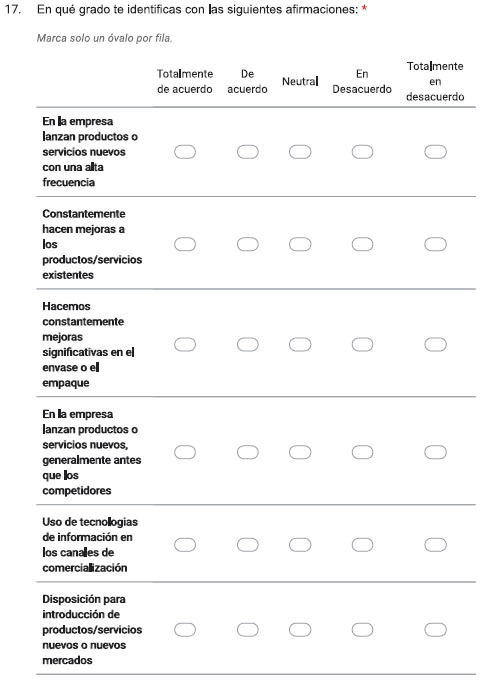 17. En qué grado te identificas con las siguientes afirmaciones: *
Marca solo un óvalo por fila.
Totalmente de acuerdo
De acuerdo
Neutral
En Desacuerdo
Totalmente en desacuerdo
En la empresa
lanzan productos o
servicios nuevos
con una alta
frecuencia
Constantemente
hacen mejoras a
los
productos/servicios
existentes
Hacemos
constantemente
mejoras
significativas en el
envase o el
empaque
En la empresa
lanzan productos o
servicios nuevos,
generalmente antes
que los
competidores
Uso de tecnologias
de información en
los canales de
comercialización
Disposición para
introducción de
productos/servicios
nuevos o nuevos
mercados